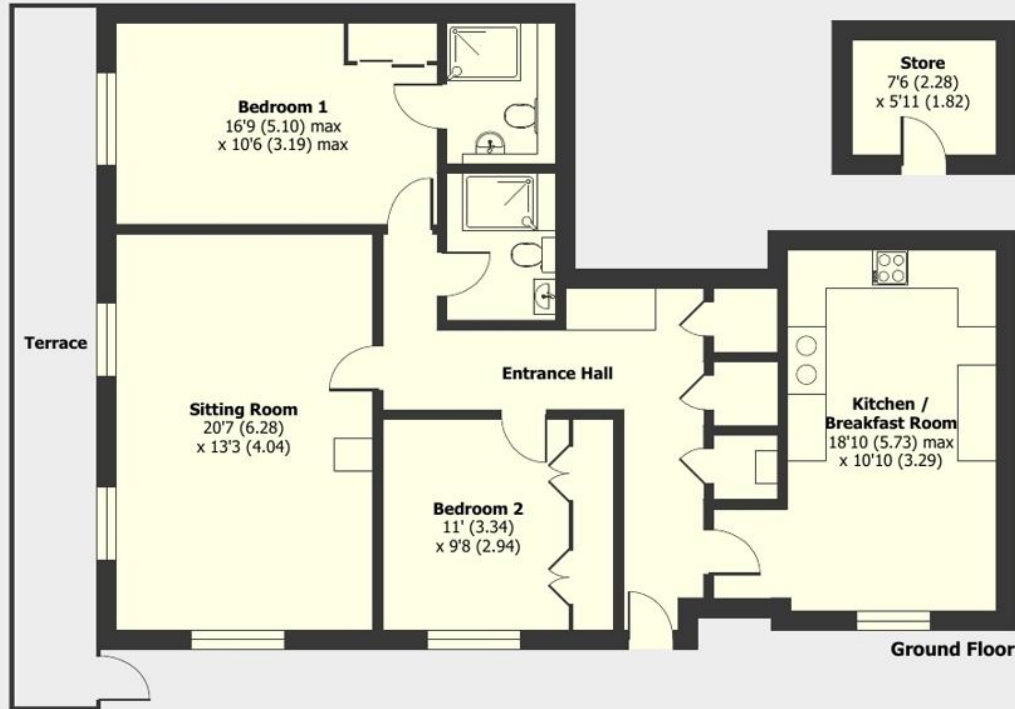 Bedroom 1
16'9 (5.10) max
x 10'6 (3.19) max
Store
7'6 (2.28)
x 5'11 (1.82)
Terrace
Sitting Room
20'7 (6.28)
x 13'3 (4.04)
Entrance Hall
Bedroom 2
11' (3.34)
x 9'8 (2.94)
Kitchen /
Breakfast Room
18'10 (5.73) max
x 10'10 (3.29)
Ground Floor